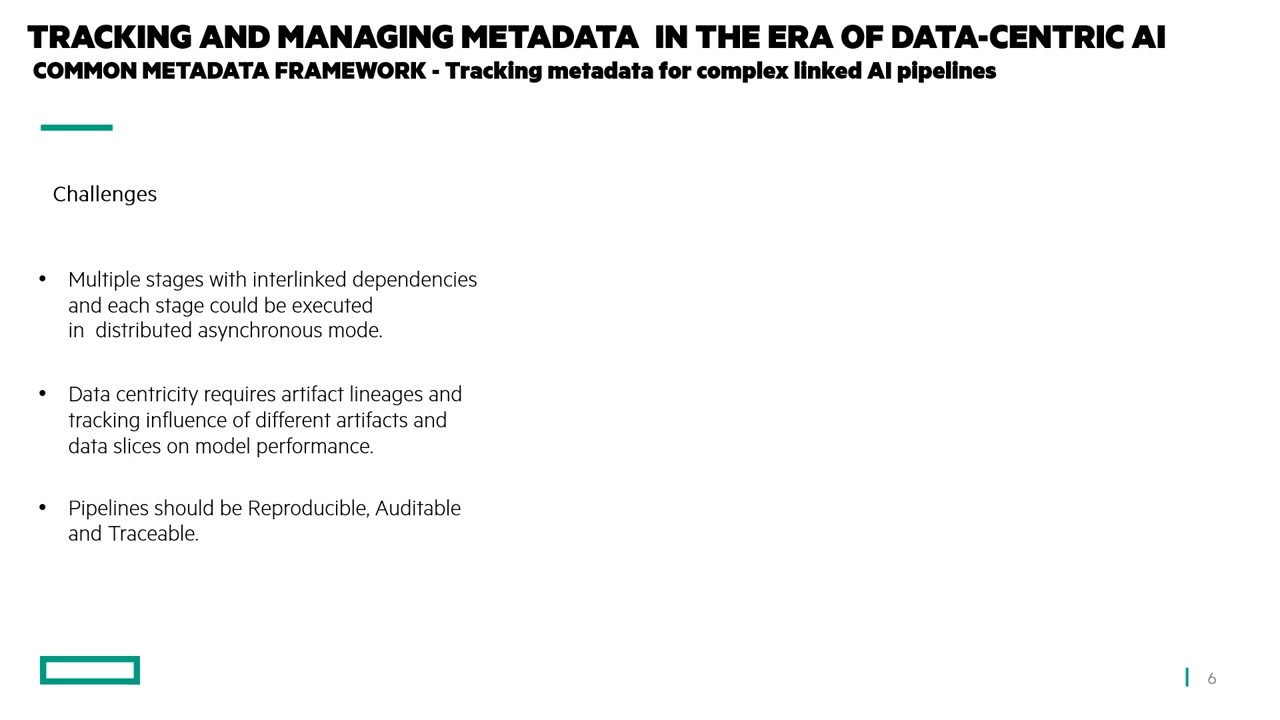 TRACKING AND MANAGING METADATA  IN THE ERA OF DATA-CENTRIC AI
COMMON METADATA FRAMEWORK - Tracking metadata for complex linked AI pipelines
Challenges
• Multiple stages with interlinked dependencies
and each stage could be executed
in  distributed asynchronous mode.
• Data centricity requires artifact lineages and
tracking influence of different artifacts and
data slices on model performance.
• Pipelines should be Reproducible, Auditable
and Traceable.
6